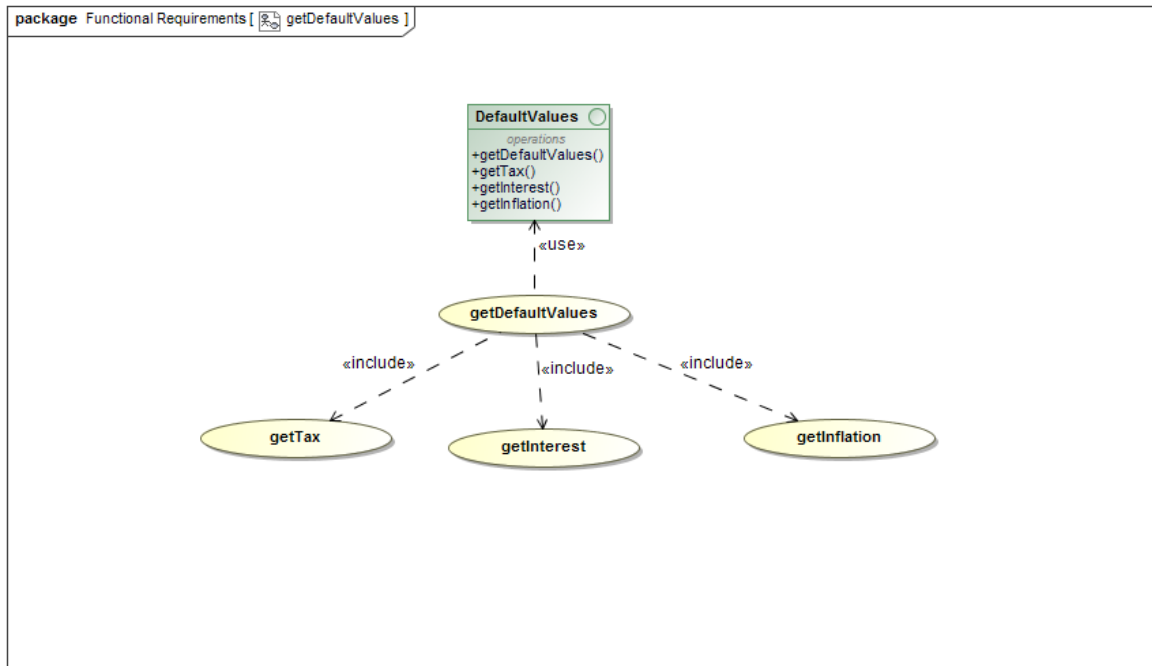 package Functional Requirements [ getDefaultValues ]
DefaultValues
operations
+getDefaultValues()
+getTax()
+getInterest()
+getInflation()
«use»
getDefaultValues
«include»
«include»
«include»
getTax
getInterest
getInflation